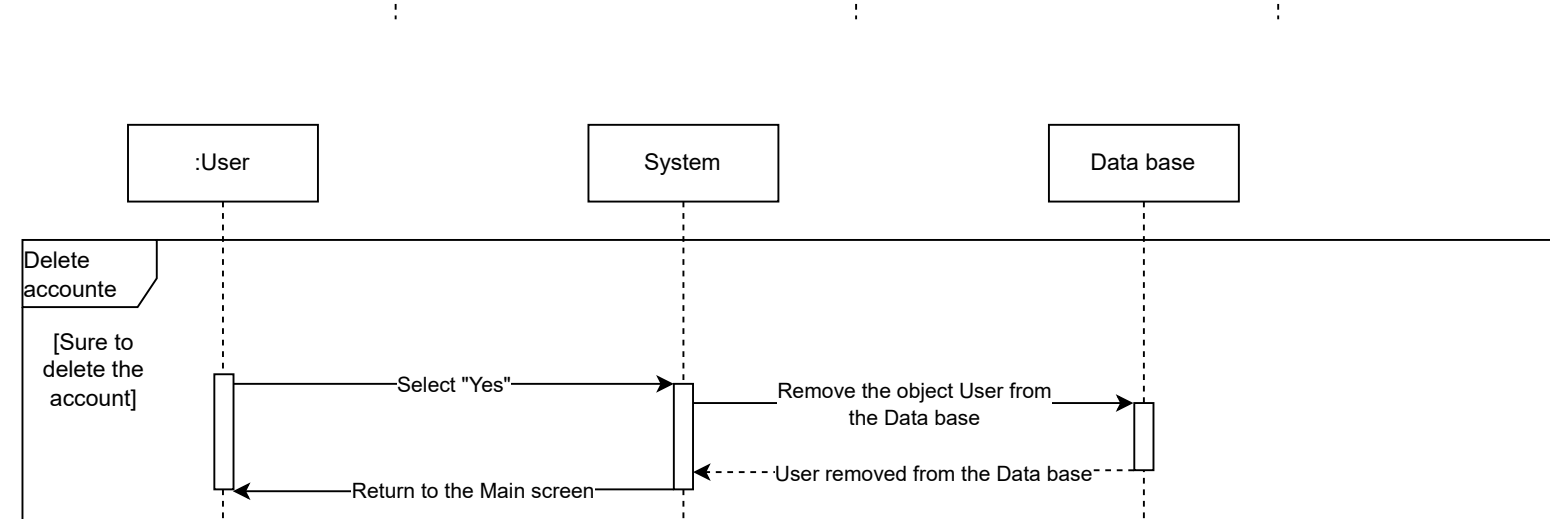 :User
System
Data base
Delete
accounte
[Sure to
delete the
account]
Select "Yes"
Remove the object User from
the Data base
User removed from the Data base
Return to the Main screen